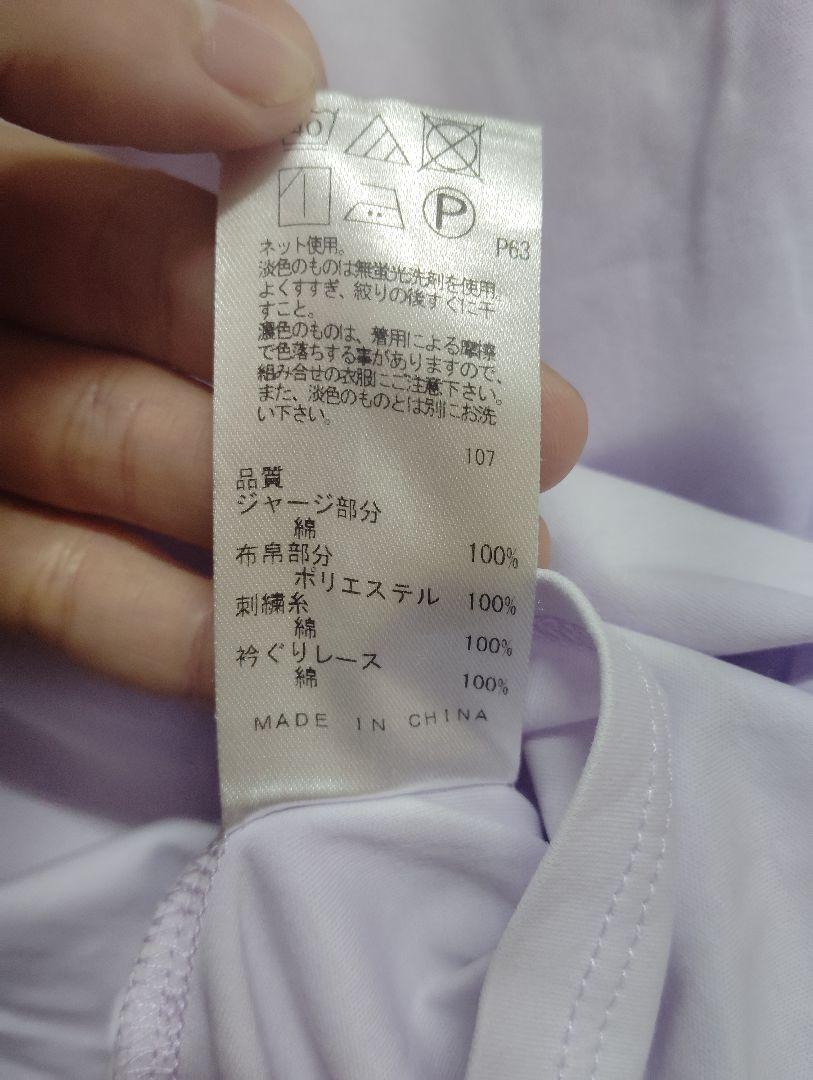 40
P
P63
ネット使用。
淡色のものは無蛍光洗剤を使用。
よくすすぎ、絞りの後すぐに干
すこと。
濃色のものは、着用による摩擦
で色落ちする事がありますので、
組み合せの衣服にご注意下さい。
また、淡色のものとは別にお洗
い下さい。
107
品質
ジャージ部分
綿 100%
布帛部分
ポリエステル 100%
刺繍糸
綿 100%
衿ぐりレース
綿 100%
MADE IN CHINA